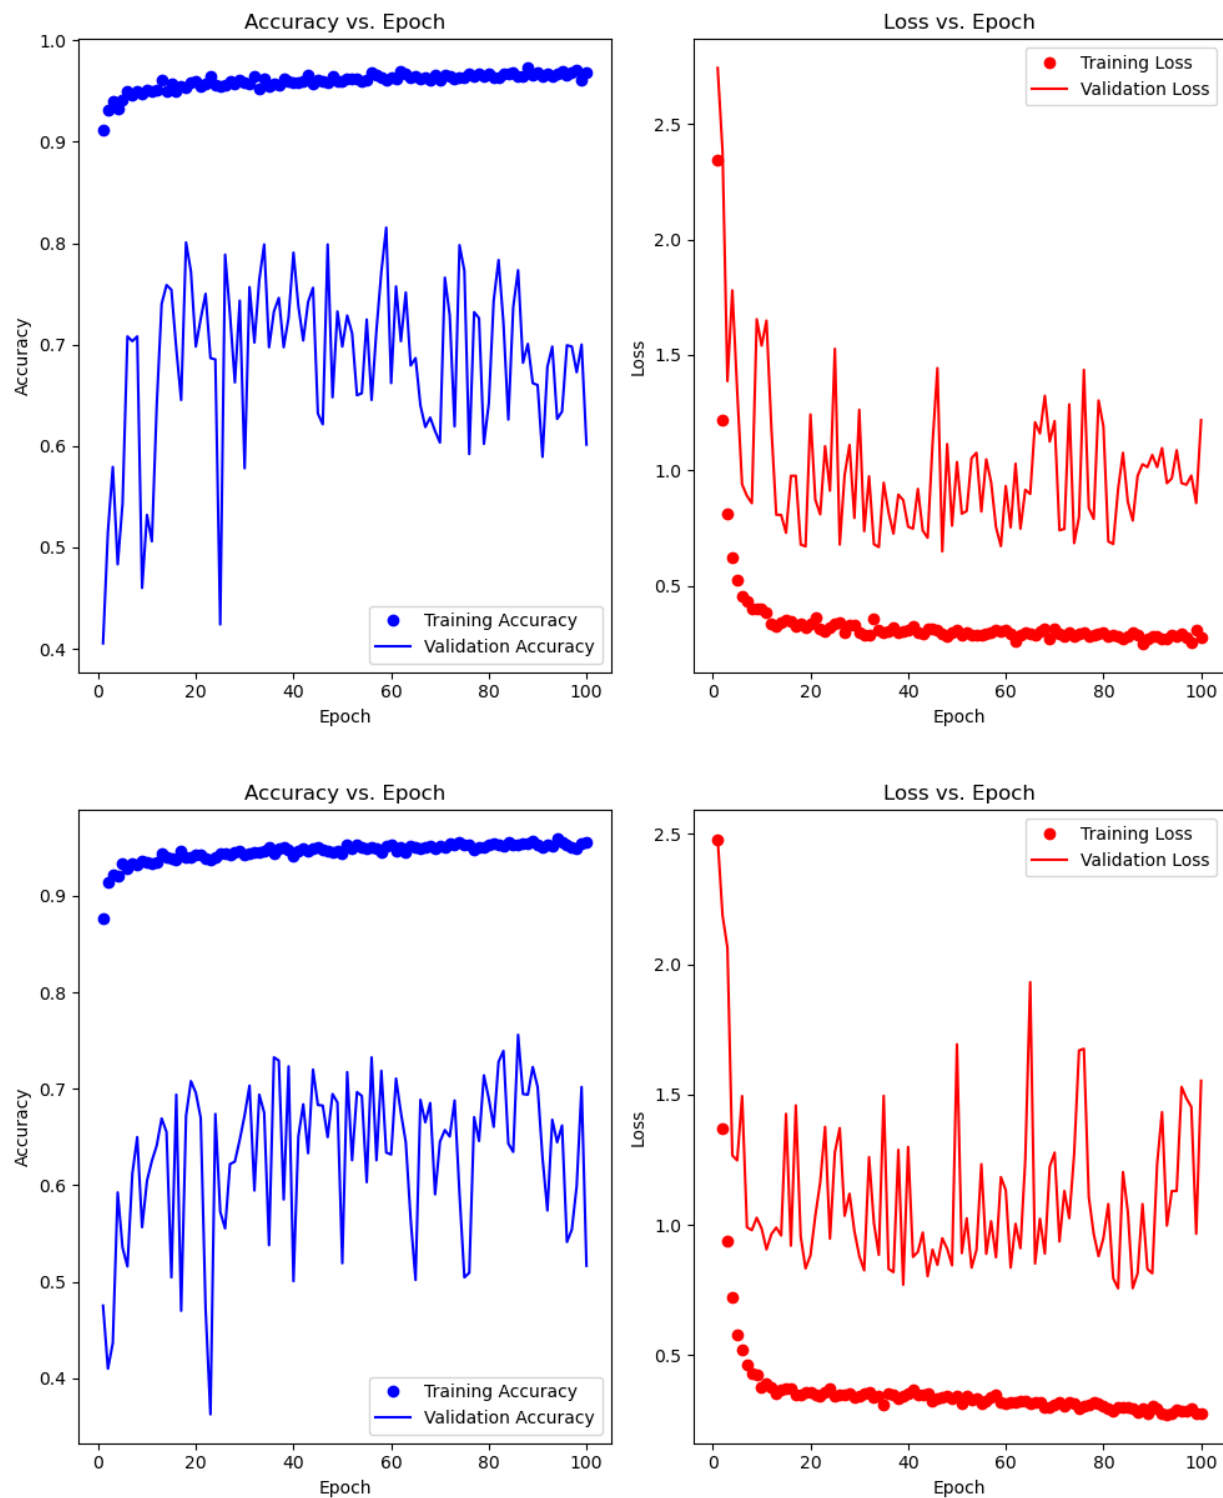 Accuracy vs. Epoch
1.0
0.9
0.8
0.7
0.6
0.5
0.4
Accuracy
Training Accuracy
Validation Accuracy
0 20 40 60 80 100
Epoch
Loss vs. Epoch
2.5
2.0
1.5
1.0
0.5
Loss
Training Loss
Validation Loss
0 20 40 60 80 100
Epoch
Accuracy vs. Epoch
0.9
0.8
0.7
0.6
0.5
0.4
Accuracy
Training Accuracy
Validation Accuracy
0 20 40 60 80 100
Epoch
Loss vs. Epoch
2.5
2.0
1.5
1.0
0.5
Loss
Training Loss
Validation Loss
0 20 40 60 80 100
Epoch